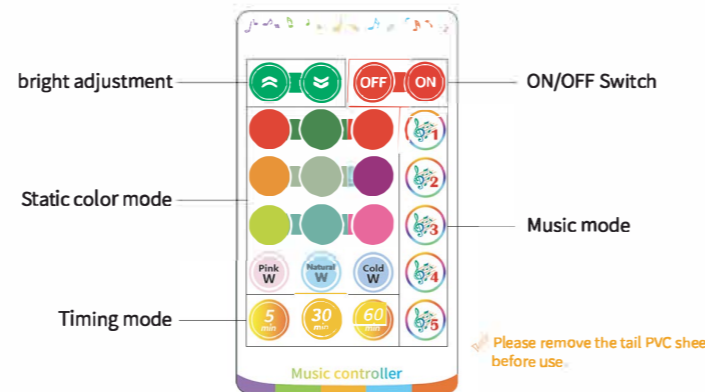 bright adjustment
OFF ON
ON/OFF Switch
1
2
Static color mode
3
Music mode
Pink W
Natural W
Cold W
4
Timing mode
5 min
30 min
60 min
5
Please remove the tail PVC shee
before use.
Music controller